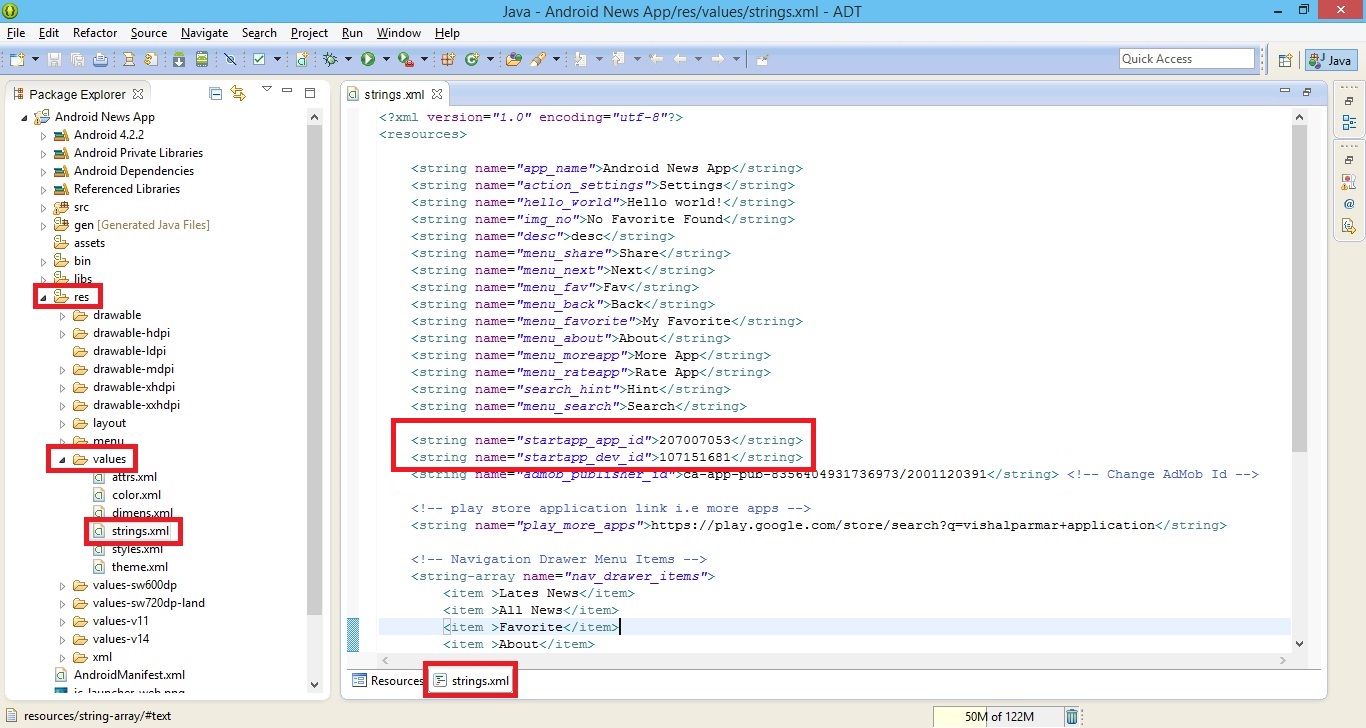 Java - Android News App/res/values/strings.xml - ADT
File Edit Refactor Source Navigate Search Project Run Window Help
Quick Access
Java
Package Explorer
Android News App
Android 4.2.2
Android Private Libraries
Android Dependencies
Referenced Libraries
src
gen [Generated Java Files]
assets
bin
libs
res
drawable
drawable-hdpi
drawable-ldpi
drawable-mdpi
drawable-xhdpi
drawable-xxhdpi
layout
menu
values
attrs.xml
color.xml
dimens.xml
strings.xml
styles.xml
theme.xml
values-sw600dp
values-sw720dp-land
values-v11
values-v14
xml
AndroidManifest.xml
ic_launcher-web.png
strings.xml
<?xml version="1.0" encoding="utf-8"?>
<resources>
<string name="app_name">Android News App</string>
<string name="action_settings">Settings</string>
<string name="hello_world">Hello world!</string>
<string name="img_no">No Favorite Found</string>
<string name="desc">desc</string>
<string name="menu_share">Share</string>
<string name="menu_next">Next</string>
<string name="menu_fav">Fav</string>
<string name="menu_back">Back</string>
<string name="menu_favorite">My Favorite</string>
<string name="menu_about">About</string>
<string name="menu_moreapp">More App</string>
<string name="menu_rateapp">Rate App</string>
<string name="search_hint">Hint</string>
<string name="menu_search">Search</string>
<string name="startapp_app_id">207007053</string>
<string name="startapp_dev_id">107151681</string>
<string name="admob_publisher_id">ca-app-pub-8356404931736973/2001120391</string> <!-- Change AdMob Id -->
<!-- play store application link i.e more apps -->
<string name="play_more_apps">https://play.google.com/store/search?q=vishalparmar+application</string>
<!-- Navigation Drawer Menu Items -->
<string-array name="nav_drawer_items">
<item >Lates News</item>
<item >All News</item>
<item >Favorite</item>
<item >About</item>
Resources strings.xml
resources/string-array/#text
50M of 122M